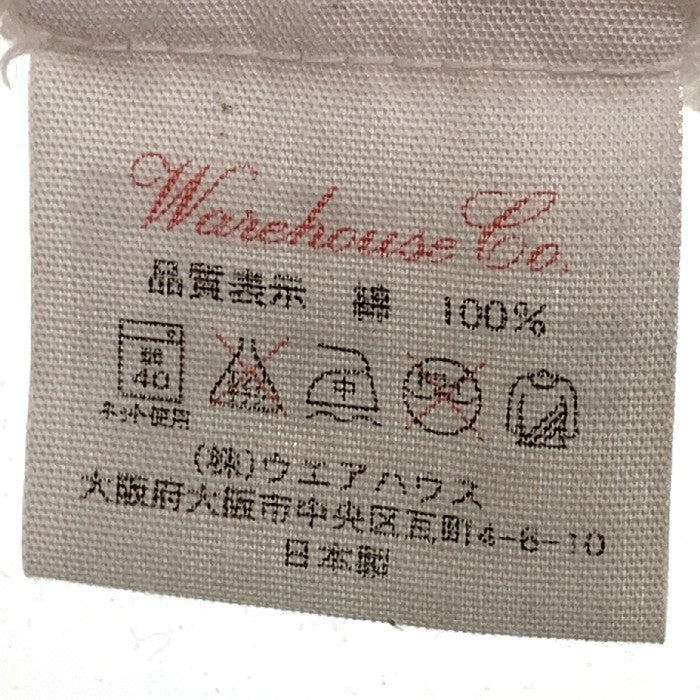 Warehouse Co.
品質表示 綿 100%
弱 40 中
ネット使用
(株)ウエアハウス
大阪府大阪市中央区瓦町4-6-10
日本製